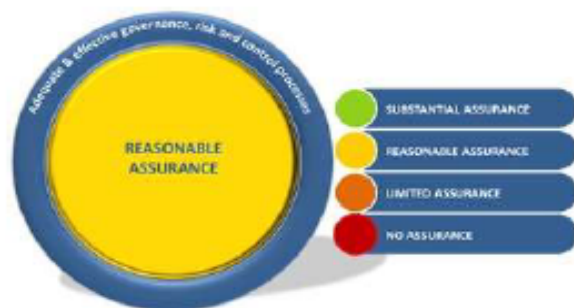 Adequate & effective governance, risk and control processes
REASONABLE
ASSURANCE
SUBSTANTIAL ASSURANCE
REASONABLE ASSURANCE
LIMITED ASSURANCE
NO ASSURANCE